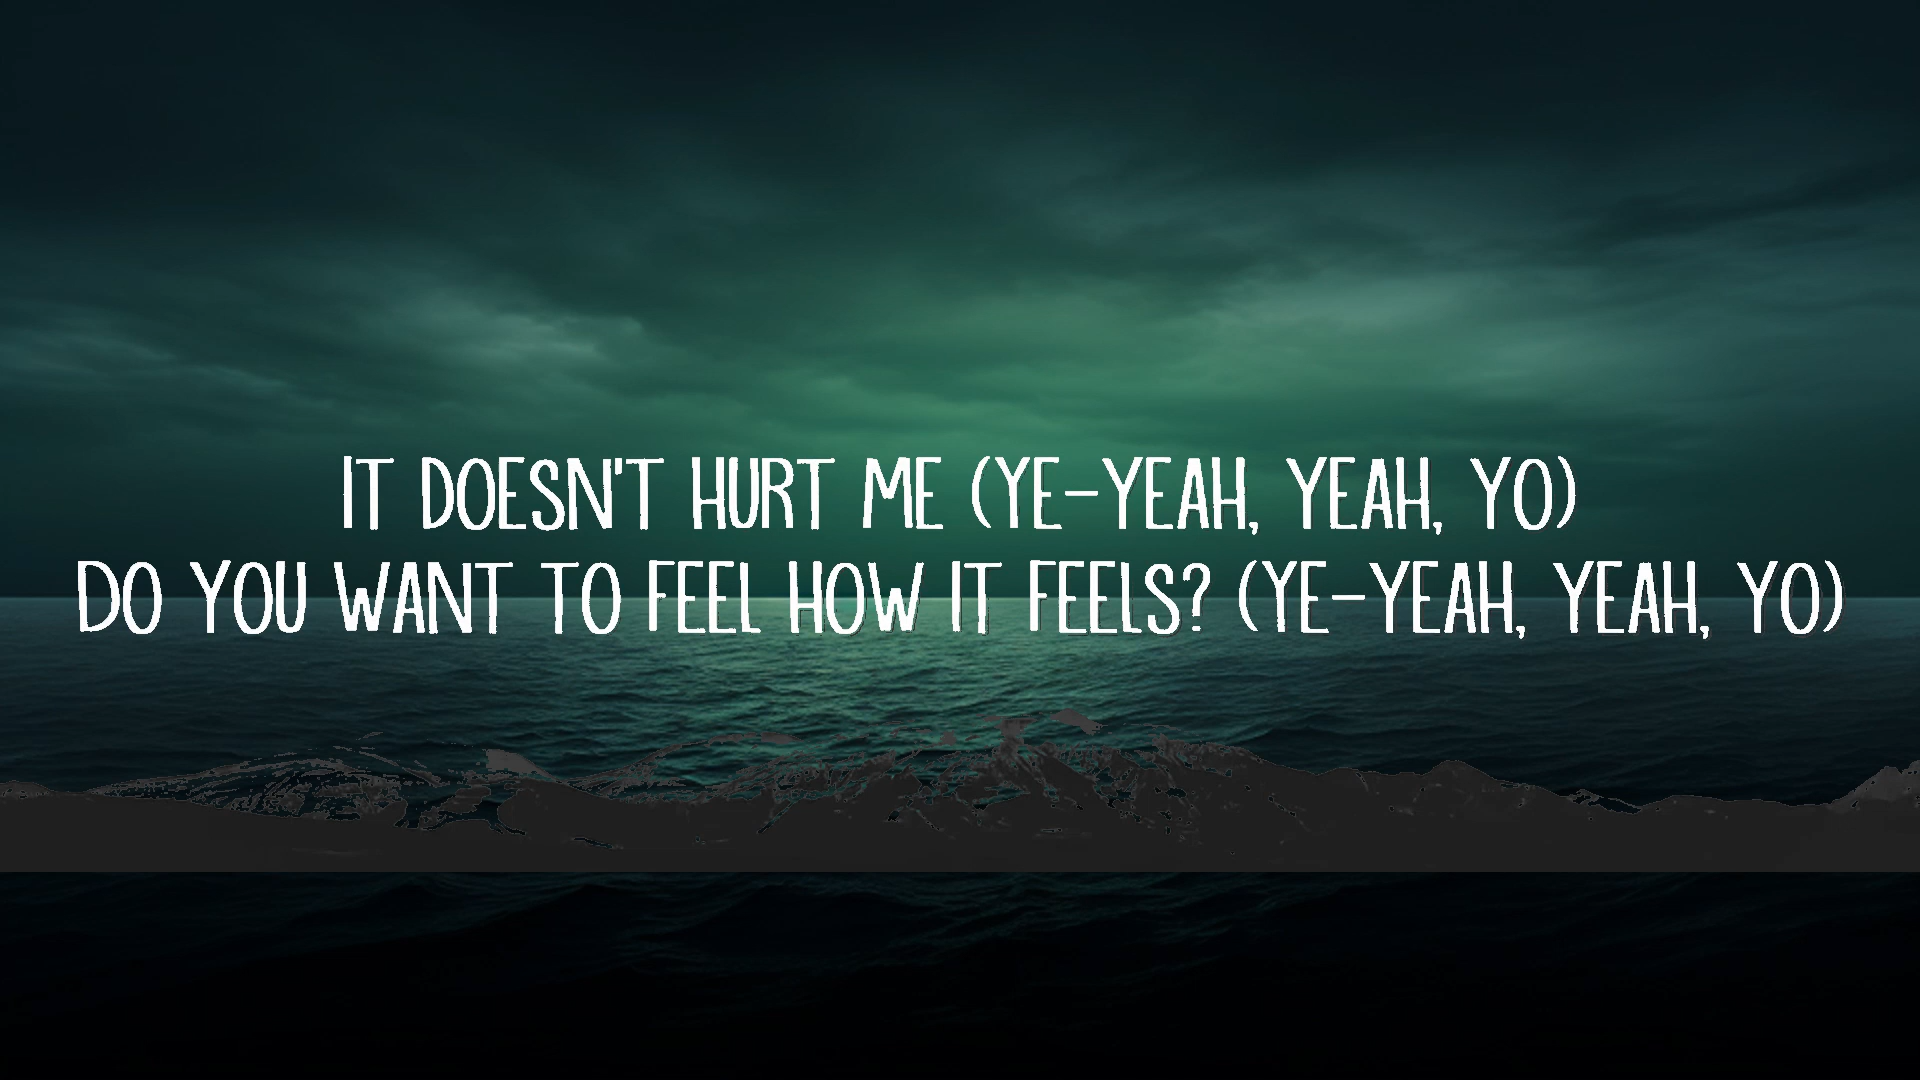 IT DOESN'T HURT ME (YE-YEAH, YEAH, YO)
DO YOU WANT TO FEEL HOW IT FEELS? (YE-YEAH, YEAH, YO)